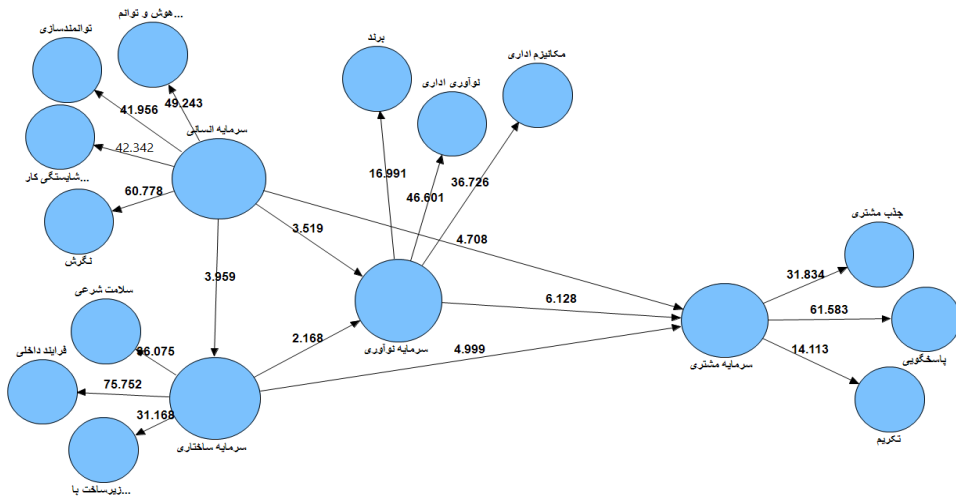 توانمندسازی
هوش و توانم...
برند
نوآوری اداری
مکانیزم اداری
41.956
49.243
سرمایه انسانی
42.342
شایستگی کار...
60.778
نگرش
16.991
46.601
36.726
3.519
4.708
جذب مشتری
31.834
3.959
سلامت شرعی
6.128
61.583
پاسخگویی
2.168
سرمایه نوآوری
4.999
سرمایه مشتری
14.113
تکریم
فرایند داخلی
75.752
31.168
سرمایه ساختاری
زیرساخت با...